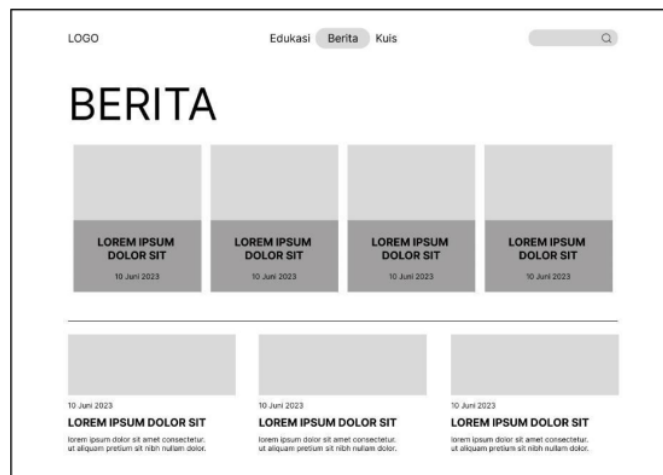 LOGO
Edukasi Berita Kuis
BERITA
LOREM IPSUM
DOLOR SIT
10 Juni 2023
LOREM IPSUM
DOLOR SIT
10 Juni 2023
LOREM IPSUM
DOLOR SIT
10 Juni 2023
LOREM IPSUM
DOLOR SIT
10 Juni 2023
10 Juni 2023
LOREM IPSUM DOLOR SIT
lorem ipsum dolor sit amet consectetur.
ut aliquam pretium sit nibh nullam dolor.
10 Juni 2023
LOREM IPSUM DOLOR SIT
lorem ipsum dolor sit amet consectetur.
ut aliquam pretium sit nibh nullam dolor.
10 Juni 2023
LOREM IPSUM DOLOR SIT
lorem ipsum dolor sit amet consectetur.
ut aliquam pretium sit nibh nullam dolor.